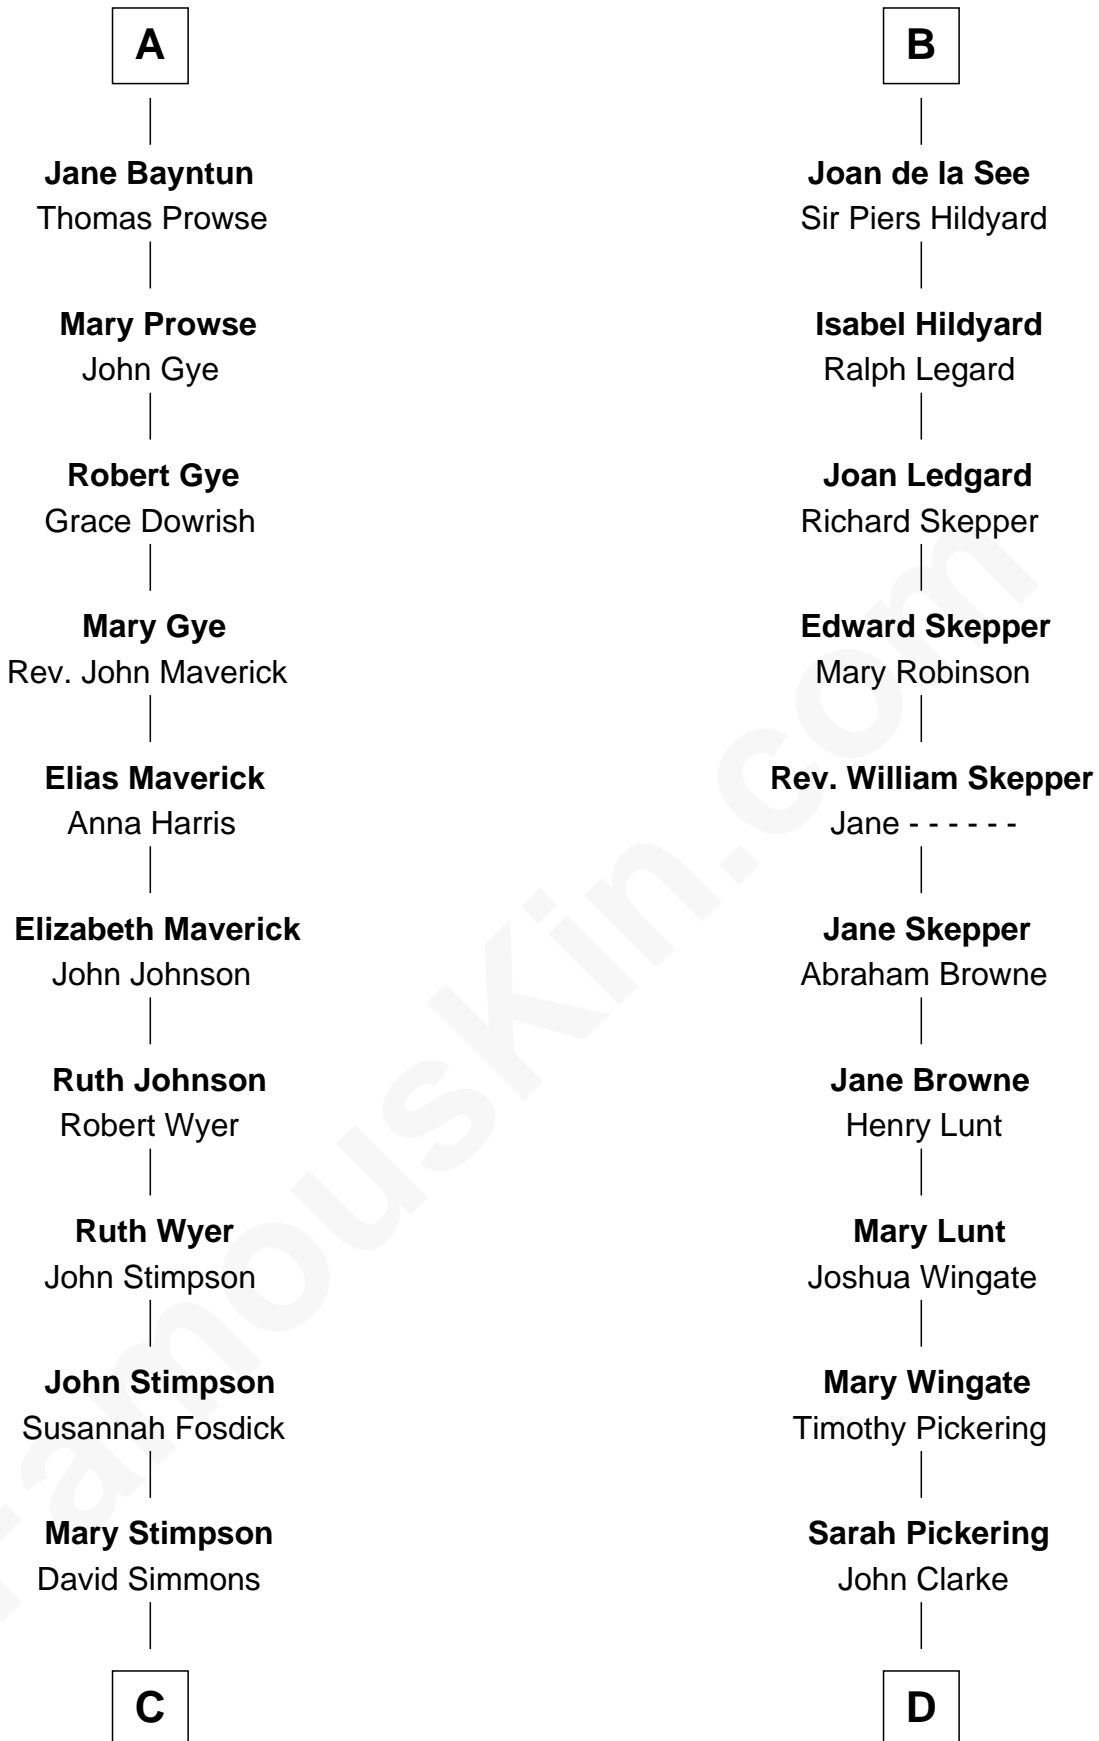 A
Jane Bayntun
Thomas Prowse
Mary Prowse
John Gye
Robert Gye
Grace Dowrish
Mary Gye
Rev. John Maverick
Elias Maverick
Anna Harris
Elizabeth Maverick
John Johnson
Ruth Johnson
Robert Wyer
Ruth Wyer
John Stimpson
John Stimpson
Susannah Fosdick
Mary Stimpson
David Simmons
C
B
Joan de la See
Sir Piers Hildyard
Isabel Hildyard
Ralph Legard
Joan Ledgard
Richard Skepper
Edward Skepper
Mary Robinson
Rev. William Skepper
Jane - - - - - -
Jane Skepper
Abraham Browne
Jane Browne
Henry Lunt
Mary Lunt
Joshua Wingate
Mary Wingate
Timothy Pickering
Sarah Pickering
John Clarke
D
FamousKin.com